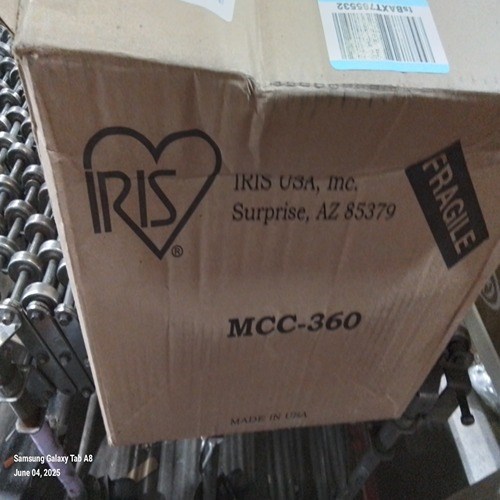 tsBAXT765532
IRIS
®
IRIS USA, Inc.
Surprise, AZ 85379
FRAGILE
MCC-360
MADE IN USA
Samsung Galaxy Tab A8
June 04, 2025